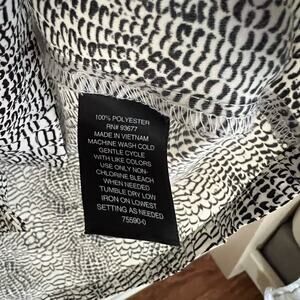 100% POLYESTER
RN# 93677
MADE IN VIETNAM
MACHINE WASH COLD
GENTLE CYCLE
WITH LIKE COLORS
USE ONLY NON-
CHLORINE BLEACH
WHEN NEEDED
TUMBLE DRY LOW
IRON ON LOWEST
SETTING AS NEEDED
75590-0